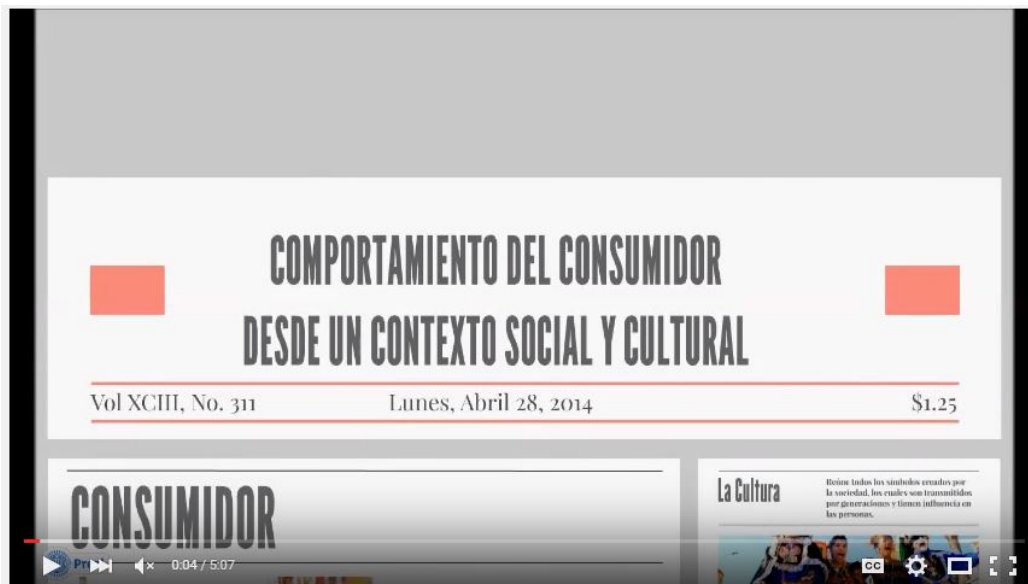 COMPORTAMIENTO DEL CONSUMIDOR
DESDE UN CONTEXTO SOCIAL Y CULTURAL
Vol XCIII, No. 311 Lunes, Abril 28, 2014 $1.25
CONSUMIDOR
La Cultura
Reúne todos los símbolos creados por
la sociedad, los cuales son transmitidos
por generaciones y tienen influencia en
las personas.
0:04 / 5:07
CC